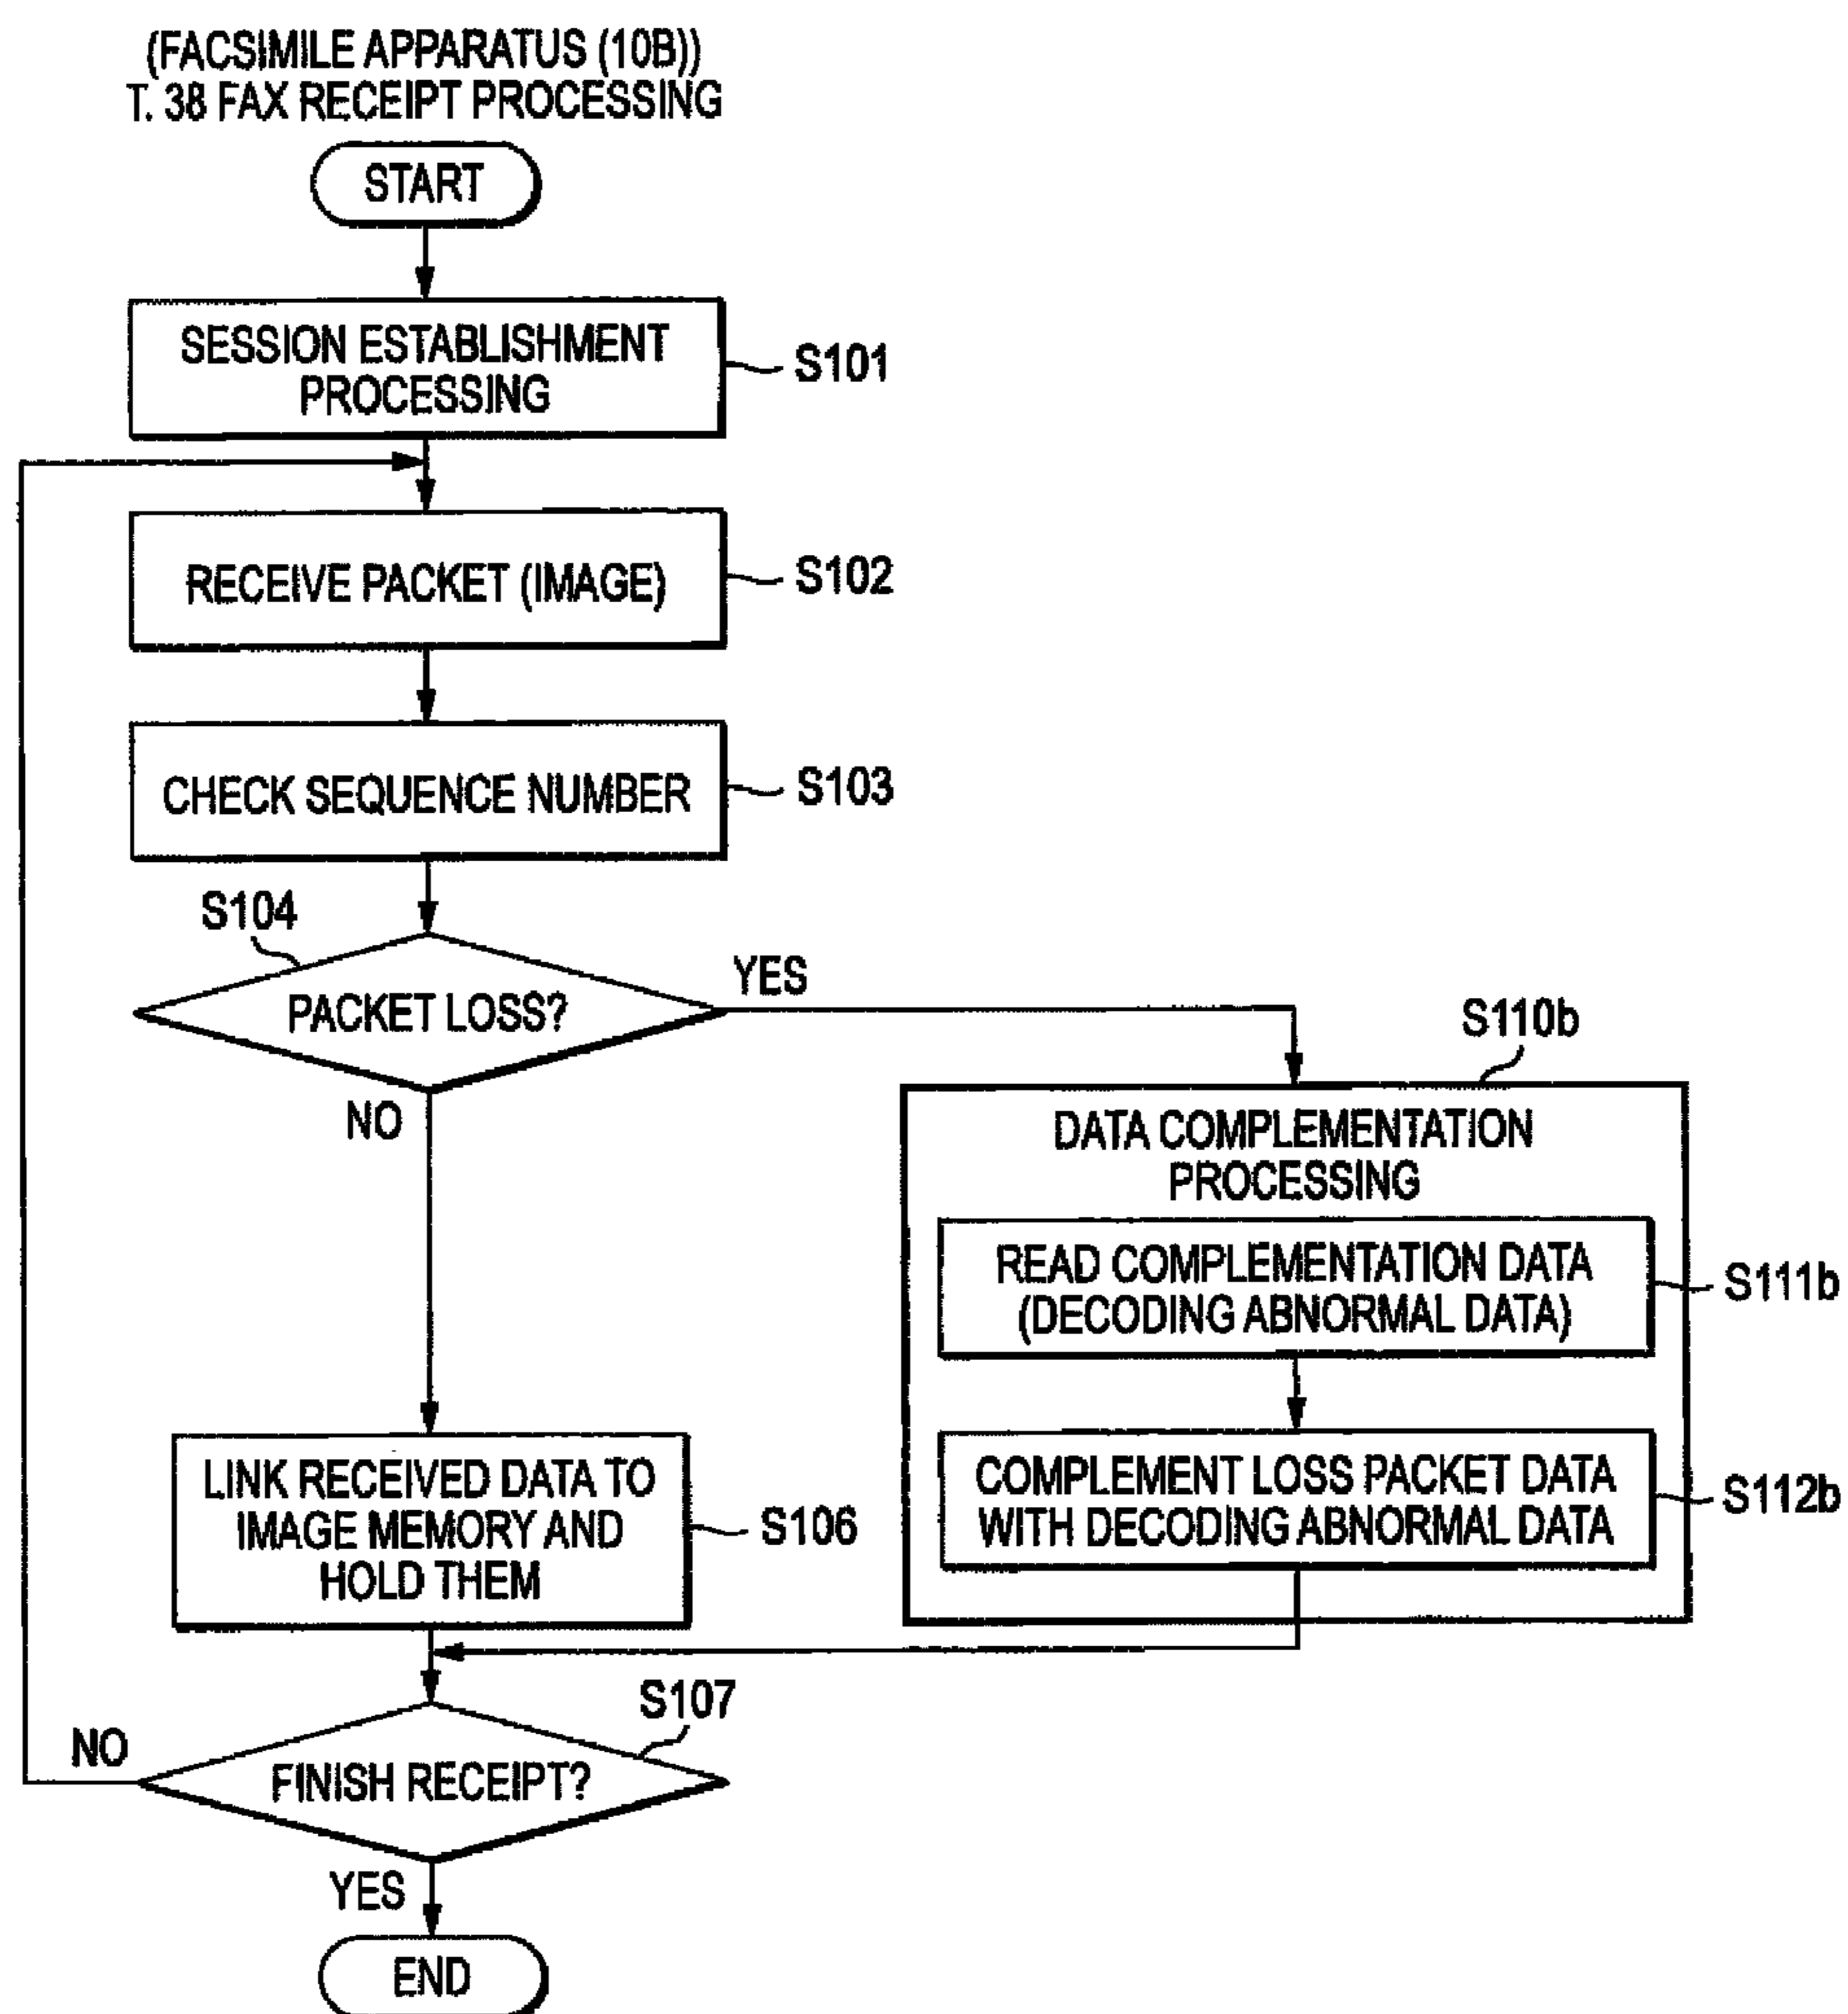 (FACSIMILE APPARATUS (10B))
T. 38 FAX RECEIPT PROCESSING
START
SESSION ESTABLISHMENT
PROCESSING
S101
RECEIVE PACKET (IMAGE)
S102
CHECK SEQUENCE NUMBER
S103
S104
PACKET LOSS?
YES
NO
S110b
DATA COMPLEMENTATION
PROCESSING
READ COMPLEMENTATION DATA
(DECODING ABNORMAL DATA)
S111b
COMPLEMENT LOSS PACKET DATA
WITH DECODING ABNORMAL DATA
S112b
LINK RECEIVED DATA TO
IMAGE MEMORY AND
HOLD THEM
S106
S107
FINISH RECEIPT?
NO
YES
END